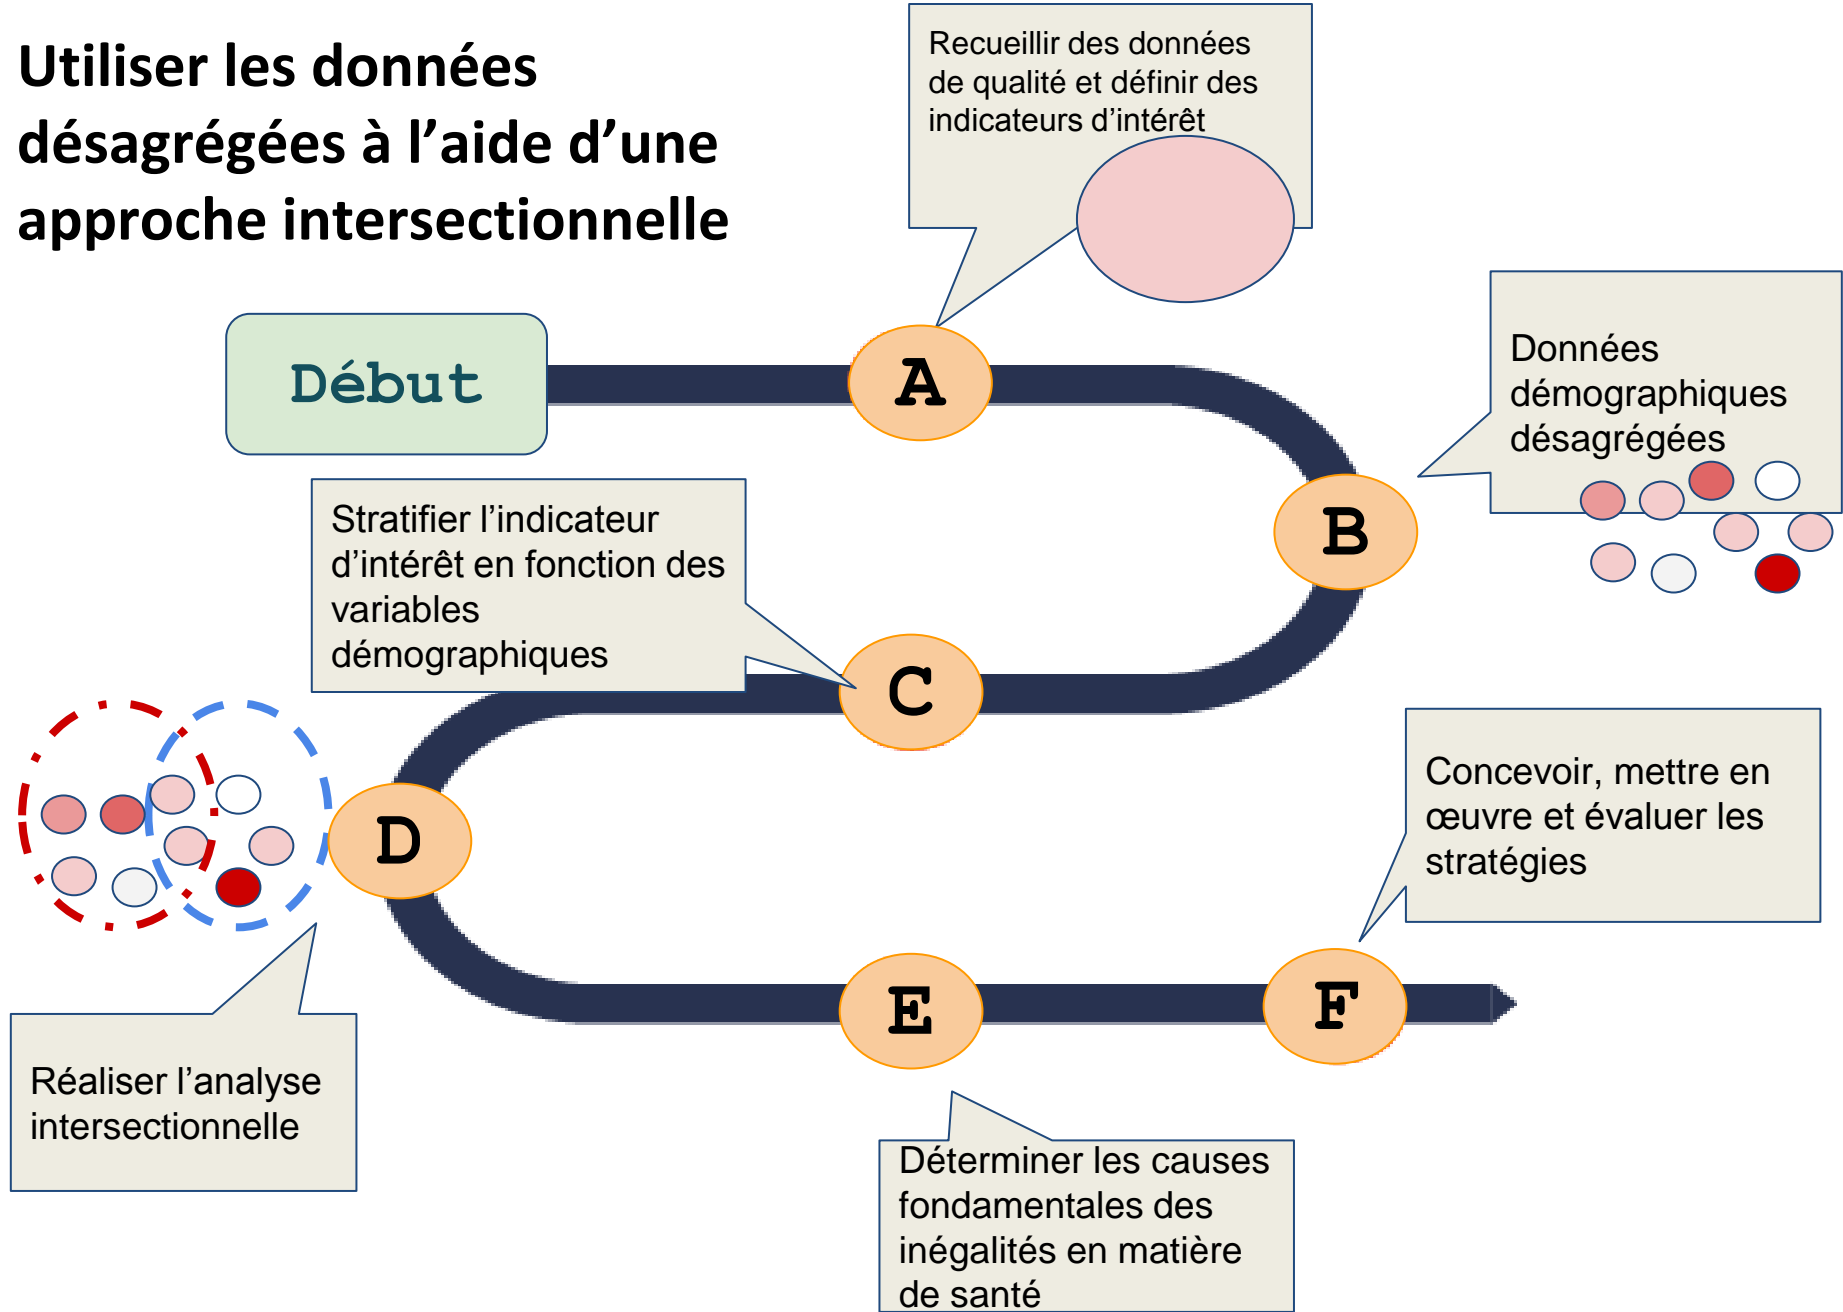 Utiliser les données
désagrégées à l’aide d’une
approche intersectionnelle
Recueillir des données
de qualité et définir des
indicateurs d’intérêt
Début
A
Données
démographiques
désagrégées
B
Stratifier l’indicateur
d’intérêt en fonction des
variables
démographiques
C
D
Réaliser l’analyse
intersectionnelle
E
Déterminer les causes
fondamentales des
inégalités en matière
de santé
Concevoir, mettre en
œuvre et évaluer les
stratégies
F